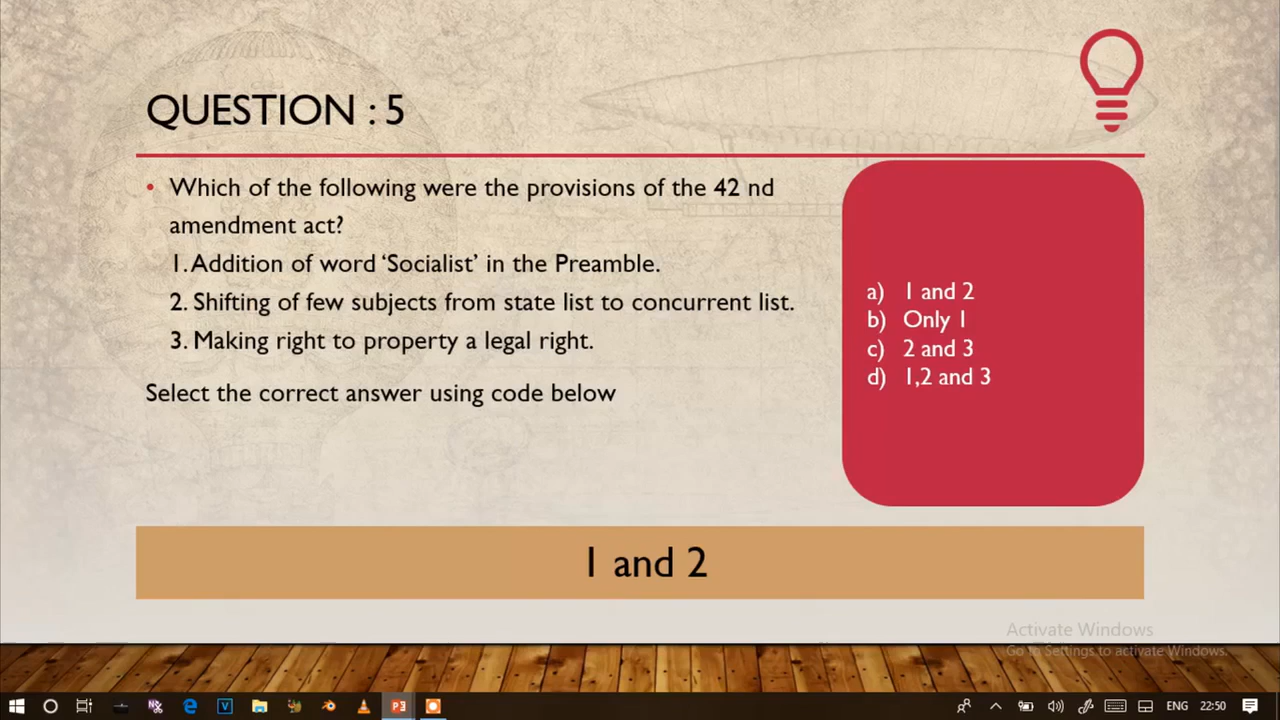 QUESTION : 5
• Which of the following were the provisions of the 42 nd
amendment act?
1. Addition of word ‘Socialist’ in the Preamble.
2. Shifting of few subjects from state list to concurrent list.
3. Making right to property a legal right.
Select the correct answer using code below
a) 1 and 2
b) Only 1
c) 2 and 3
d) 1,2 and 3
1 and 2
Activate Windows
Go to Settings to activate Windows.
ENG 22:50